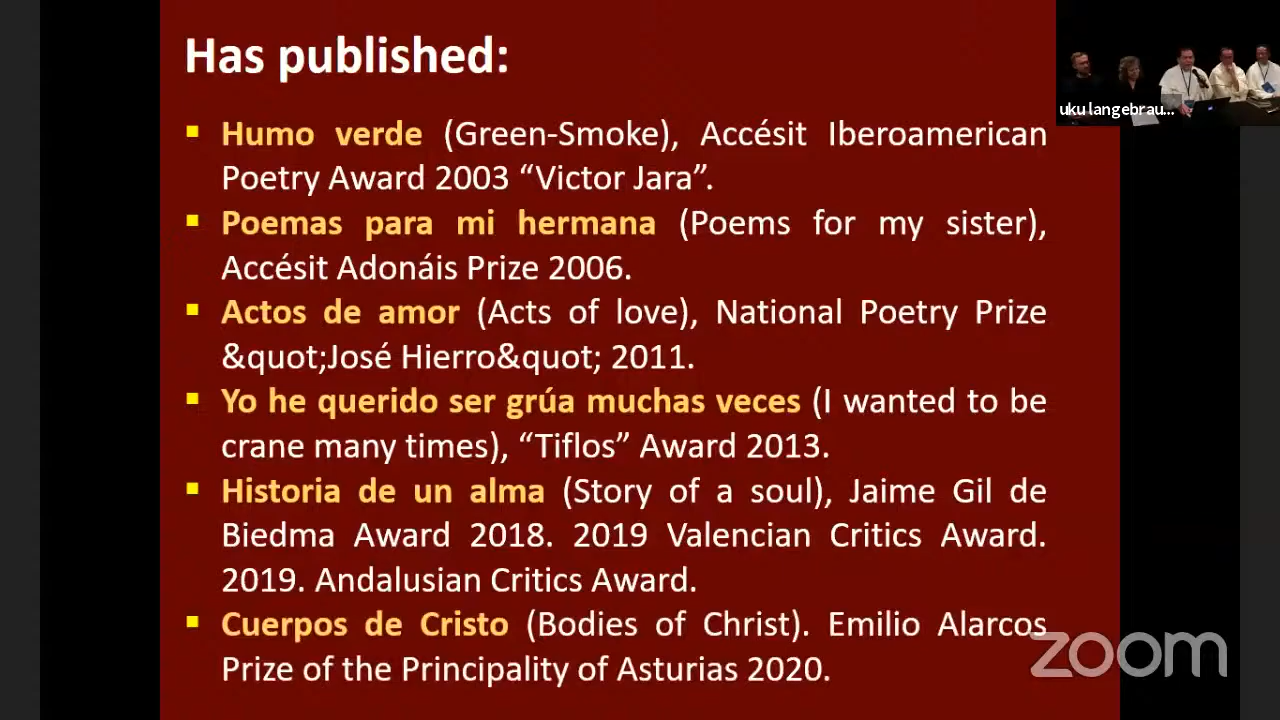 Has published:
Humo verde (Green-Smoke), Accésit Iberoamerican
Poetry Award 2003 “Victor Jara”.
Poemas para mi hermana (Poems for my sister),
Accésit Adonáis Prize 2006.
Actos de amor (Acts of love), National Poetry Prize
&quot;José Hierro&quot; 2011.
Yo he querido ser grúa muchas veces (I wanted to be
crane many times), “Tiflos” Award 2013.
Historia de un alma (Story of a soul), Jaime Gil de
Biedma Award 2018. 2019 Valencian Critics Award.
2019. Andalusian Critics Award.
Cuerpos de Cristo (Bodies of Christ). Emilio Alarcos
Prize of the Principality of Asturias 2020.
uku langebrau...
zoom